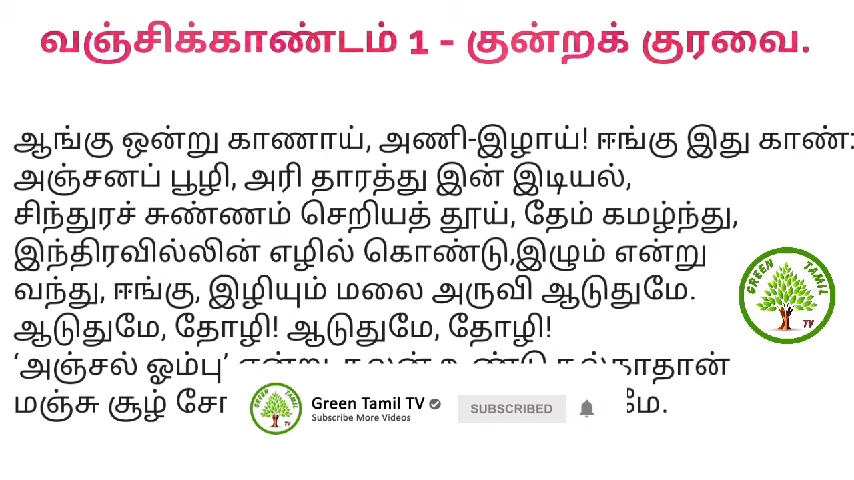 வஞ்சிக்காண்டம் 1 - குன்றக் குரவை.
ஆங்கு ஒன்று காணாய், அணி-இழாய்! ஈங்கு இது காண்:
அஞ்சனப் பூழி, அரி தாரத்து இன் இடியல்,
சிந்துரச் சுண்ணம் செறியத் தூய், தேம் கமழ்ந்து,
இந்திரவில்லின் எழில் கொண்டு,இழும் என்று
வந்து, ஈங்கு, இழியும் மலை அருவி ஆடுதுமே.
ஆடுதுமே, தோழி! ஆடுதுமே, தோழி!
‘அஞ்சல் ஓம்பு’
மஞ்சு சூழ்
GREEN TAMIL TV
Green Tamil TV
Subscribe More Videos
SUBSCRIBED
GREEN TAMIL TV